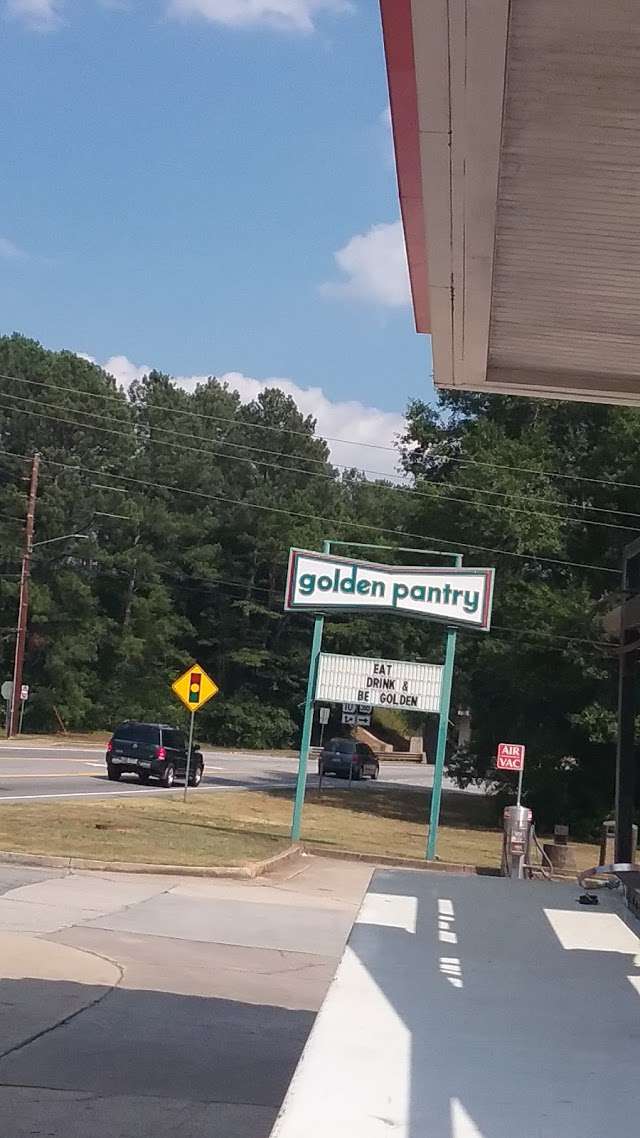 golden pantry
EAT
DRINK &
BE GOLDEN
AIR
VAC